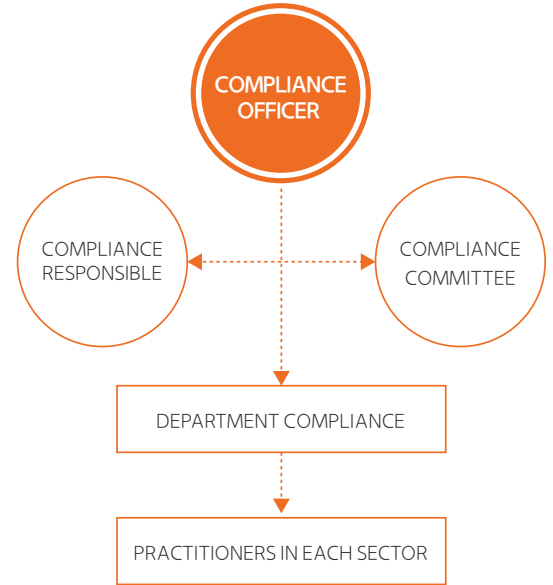 COMPLIANCE
OFFICER
COMPLIANCE
RESPONSIBLE
COMPLIANCE
COMMITTEE
DEPARTMENT COMPLIANCE
PRACTITIONERS IN EACH SECTOR